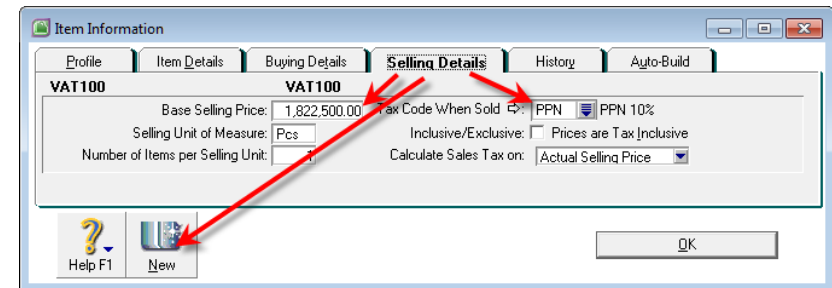 Item Information
Profile Item Details Buying Details Selling Details History Auto-Build
VAT100 VAT100
Base Selling Price: 1,822,500.00 Tax Code When Sold ⇨: PPN PPN 10%
Selling Unit of Measure: Pcs Inclusive/Exclusive: Prices are Tax Inclusive
Number of Items per Selling Unit: 1 Calculate Sales Tax on: Actual Selling Price
OK
Help F1 New